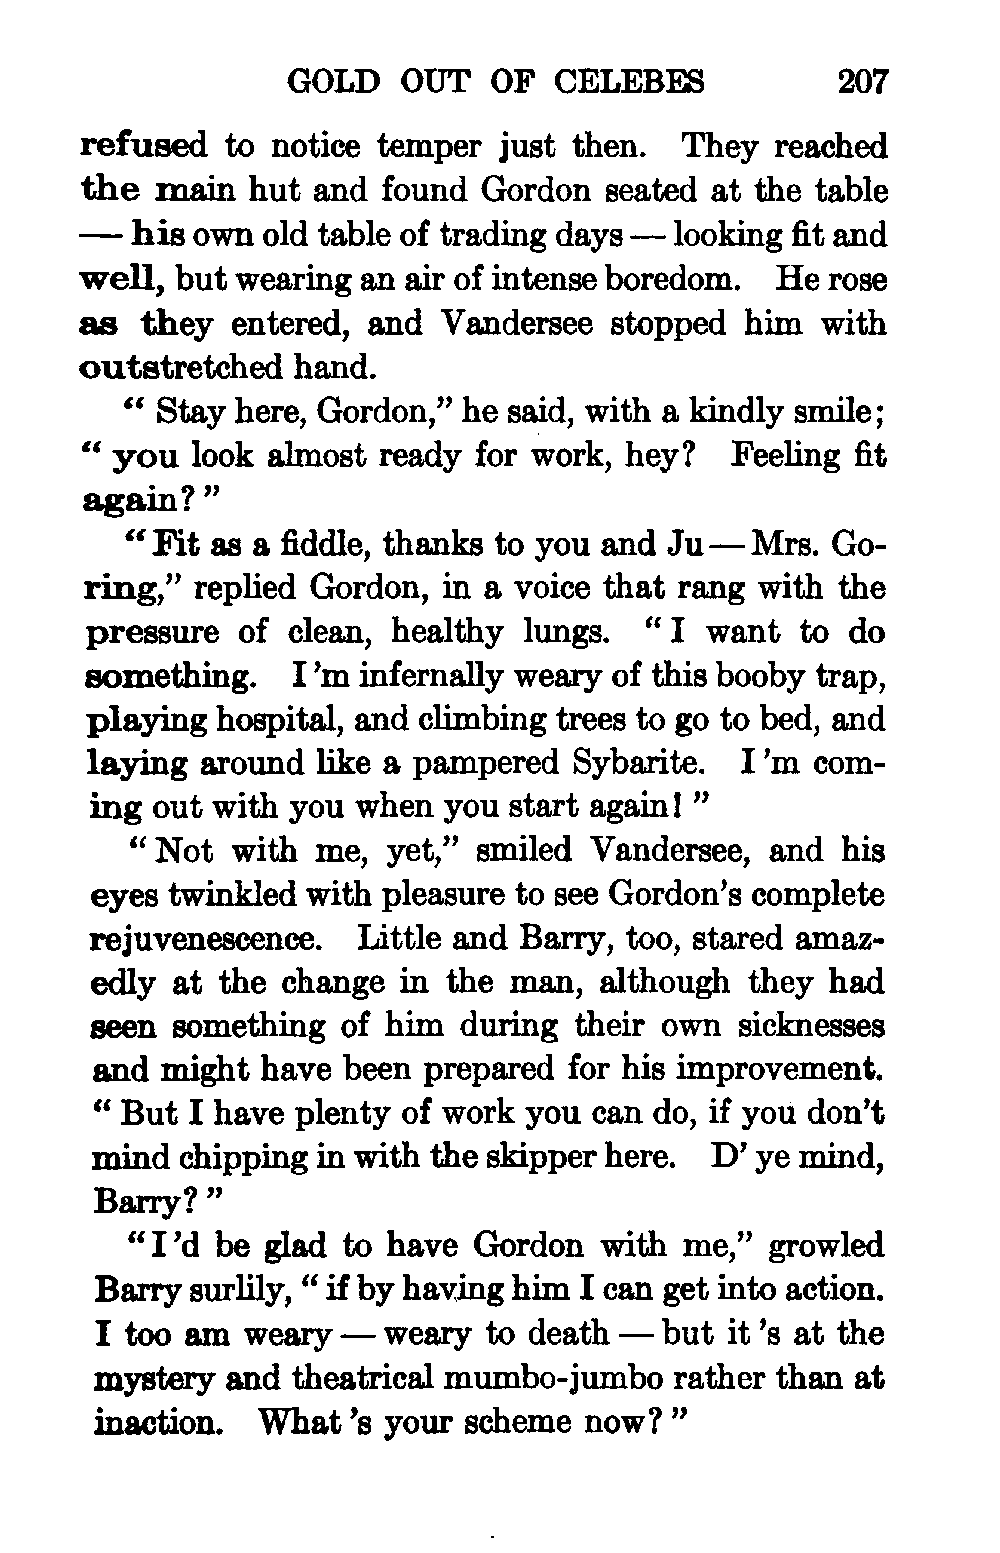 GOLD OUT OF CELEBES 207
refused to notice temper just then. They reached
the main hut and found Gordon seated at the table
— his own old table of trading days — looking fit and
well, but wearing an air of intense boredom. He rose
as they entered, and Vandersee stopped him with
outstretched hand.
“ Stay here, Gordon,” he said, with a kindly smile;
“ you look almost ready for work, hey? Feeling fit
again? ”
“ Fit as a fiddle, thanks to you and Ju — Mrs. Go-
ring,” replied Gordon, in a voice that rang with the
pressure of clean, healthy lungs. “ I want to do
something. I 'm infernally weary of this booby trap,
playing hospital, and climbing trees to go to bed, and
laying around like a pampered Sybarite. I 'm com-
ing out with you when you start again! ”
“ Not with me, yet,” smiled Vandersee, and his
eyes twinkled with pleasure to see Gordon's complete
rejuvenescence. Little and Barry, too, stared amaz-
edly at the change in the man, although they had
seen something of him during their own sicknesses
and might have been prepared for his improvement.
“ But I have plenty of work you can do, if you don't
mind chipping in with the skipper here. D' ye mind,
Barry? ”
“ I 'd be glad to have Gordon with me,” growled
Barry surlily, “ if by having him I can get into action.
I too am weary — weary to death — but it 's at the
mystery and theatrical mumbo-jumbo rather than at
inaction. What 's your scheme now? ”